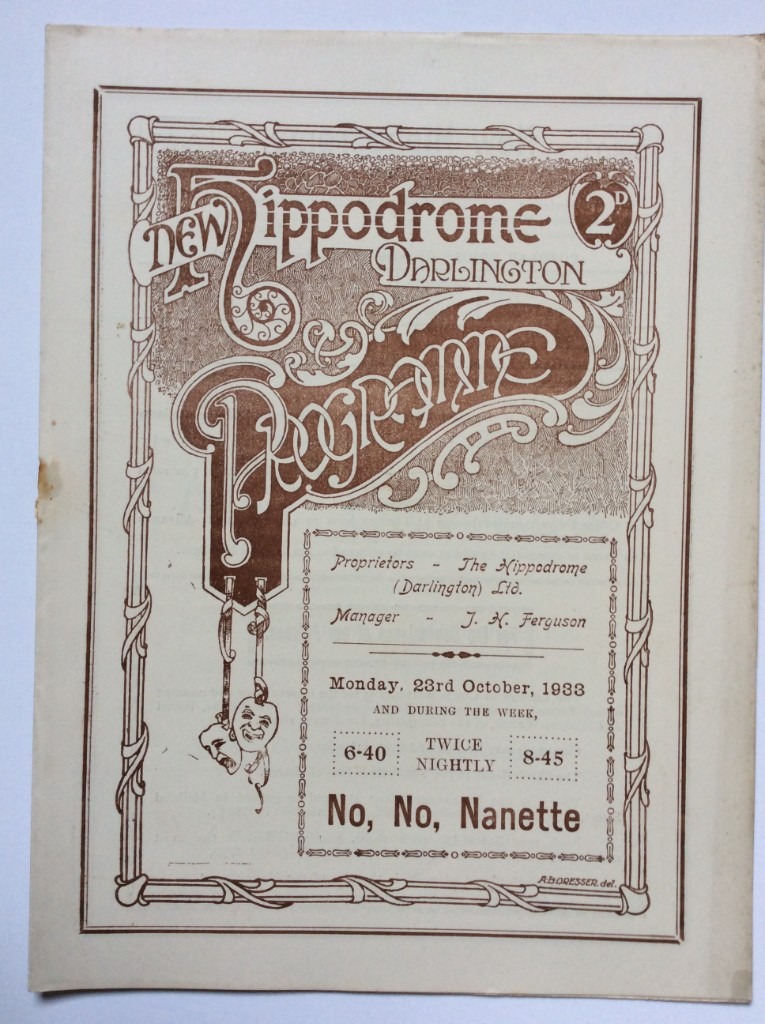 New Hippodrome 2D
Darlington
Programme
Proprietors - The Hippodrome
(Darlington) Ltd.
Manager - J. H. Ferguson
Monday, 23rd October, 1933
AND DURING THE WEEK,
6-40 TWICE NIGHTLY 8-45
No, No, Nanette
A.B.DRESSER.del.